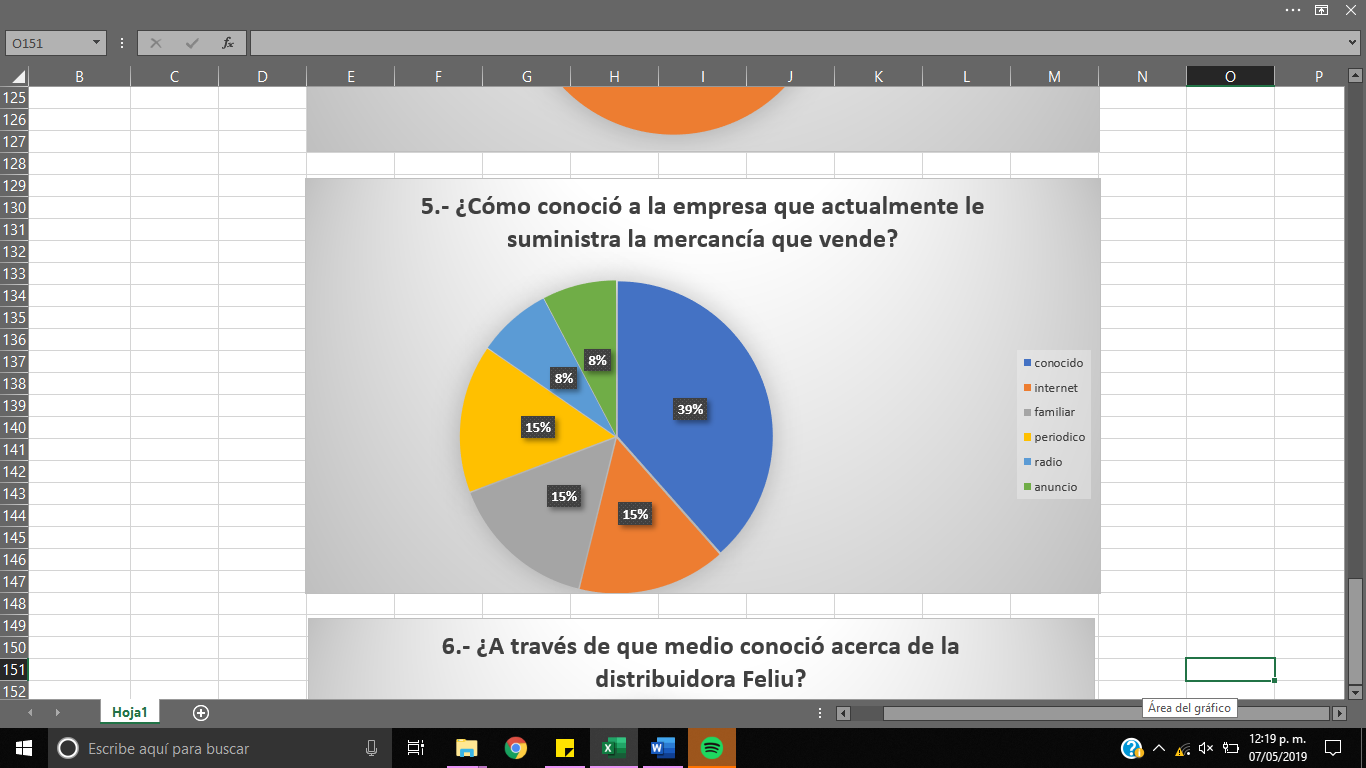 O151
fx
B C D E F G H I J K L M N O P
125
126
127
128
129
130
131
132
133
134
135
136
137
138
139
140
141
142
143
144
145
146
147
148
149
150
151
152
5.- ¿Cómo conoció a la empresa que actualmente le
suministra la mercancía que vende?
39%
15%
15%
15%
8%
8%
conocido
internet
familiar
periodico
radio
anuncio
6.- ¿A través de que medio conoció acerca de la
distribuidora Feliu?
Hoja1
Área del gráfico
Escribe aquí para buscar
12:19 p. m.
07/05/2019